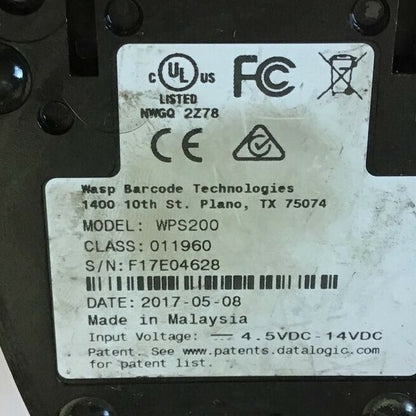 C UL US
LISTED
NWGQ 2Z78
FC
CE
Wasp Barcode Technologies
1400 10th St. Plano, TX 75074
MODEL: WPS200
CLASS: 011960
S/N: F17E04628
DATE: 2017-05-08
Made in Malaysia
Input Voltage: ⎓ 4.5VDC-14VDC
Patent. See www.patents.datalogic.com
for patent list.